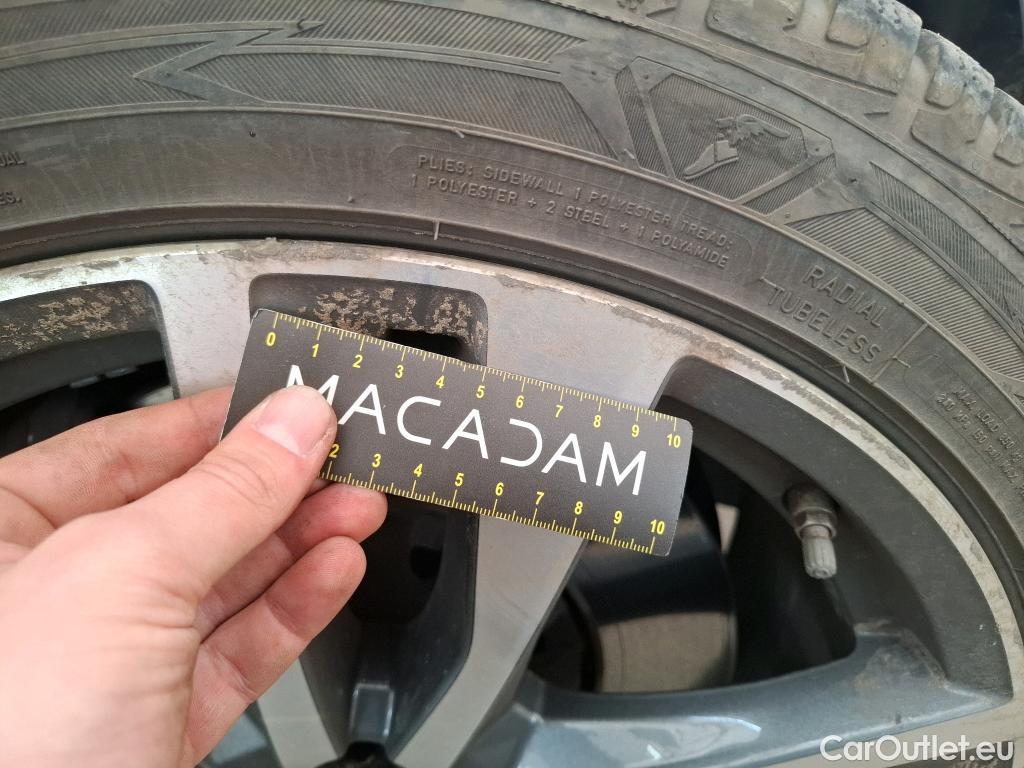 PLIES: SIDEWALL 1 POLYESTER TREAD:
1 POLYESTER + 2 STEEL + 1 POLYAMIDE
RADIAL
TUBELESS
0 1 2 3 4 5 6 7 8 9 10
MACADAM
2 3 4 5 6 7 8 9 10
CarOutlet.eu